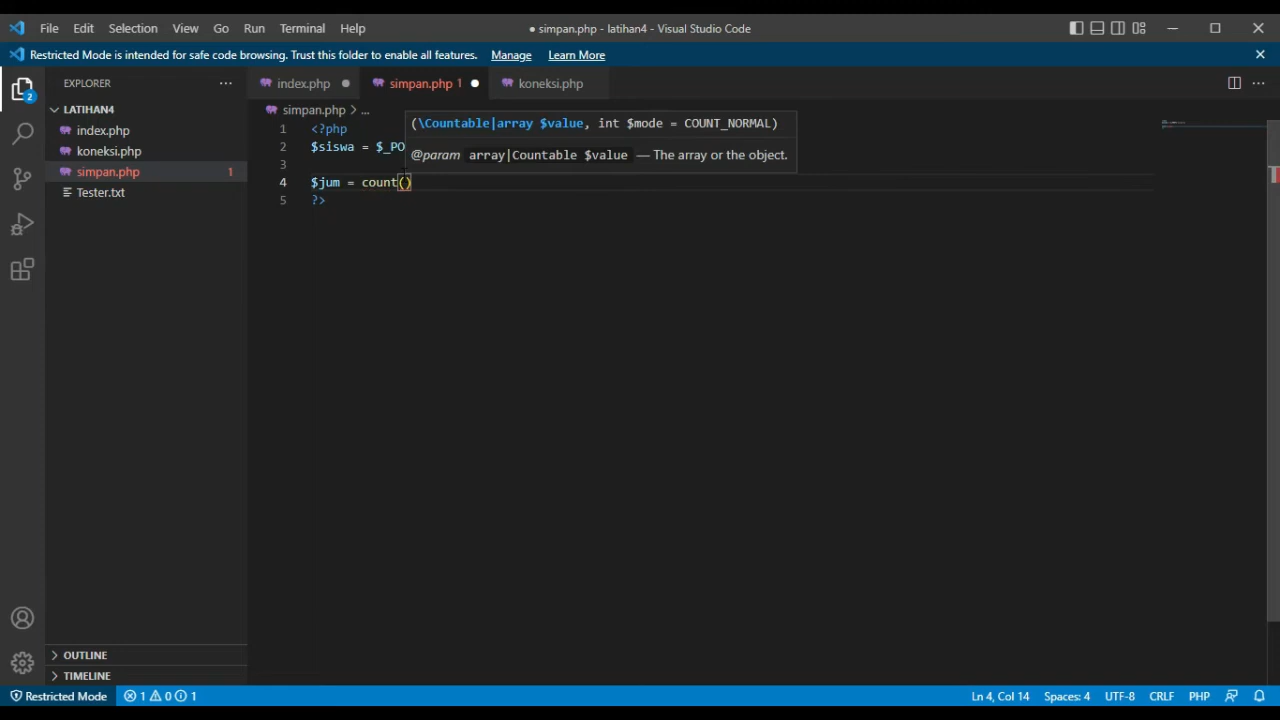 File Edit Selection View Go Run Terminal Help
● simpan.php - latihan4 - Visual Studio Code
Restricted Mode is intended for safe code browsing. Trust this folder to enable all features. Manage Learn More
EXPLORER
index.php
simpan.php 1
koneksi.php
LATIHAN4
index.php
koneksi.php
simpan.php 1
Tester.txt
2
simpan.php > ...
(\Countable|array $value, int $mode = COUNT_NORMAL)
@param array|Countable $value — The array or the object.
1 <?php
2 $siswa = $_PO
3
4 $jum = count()
5 ?>
OUTLINE
TIMELINE
Restricted Mode 1 0 1
Ln 4, Col 14 Spaces: 4 UTF-8 CRLF PHP